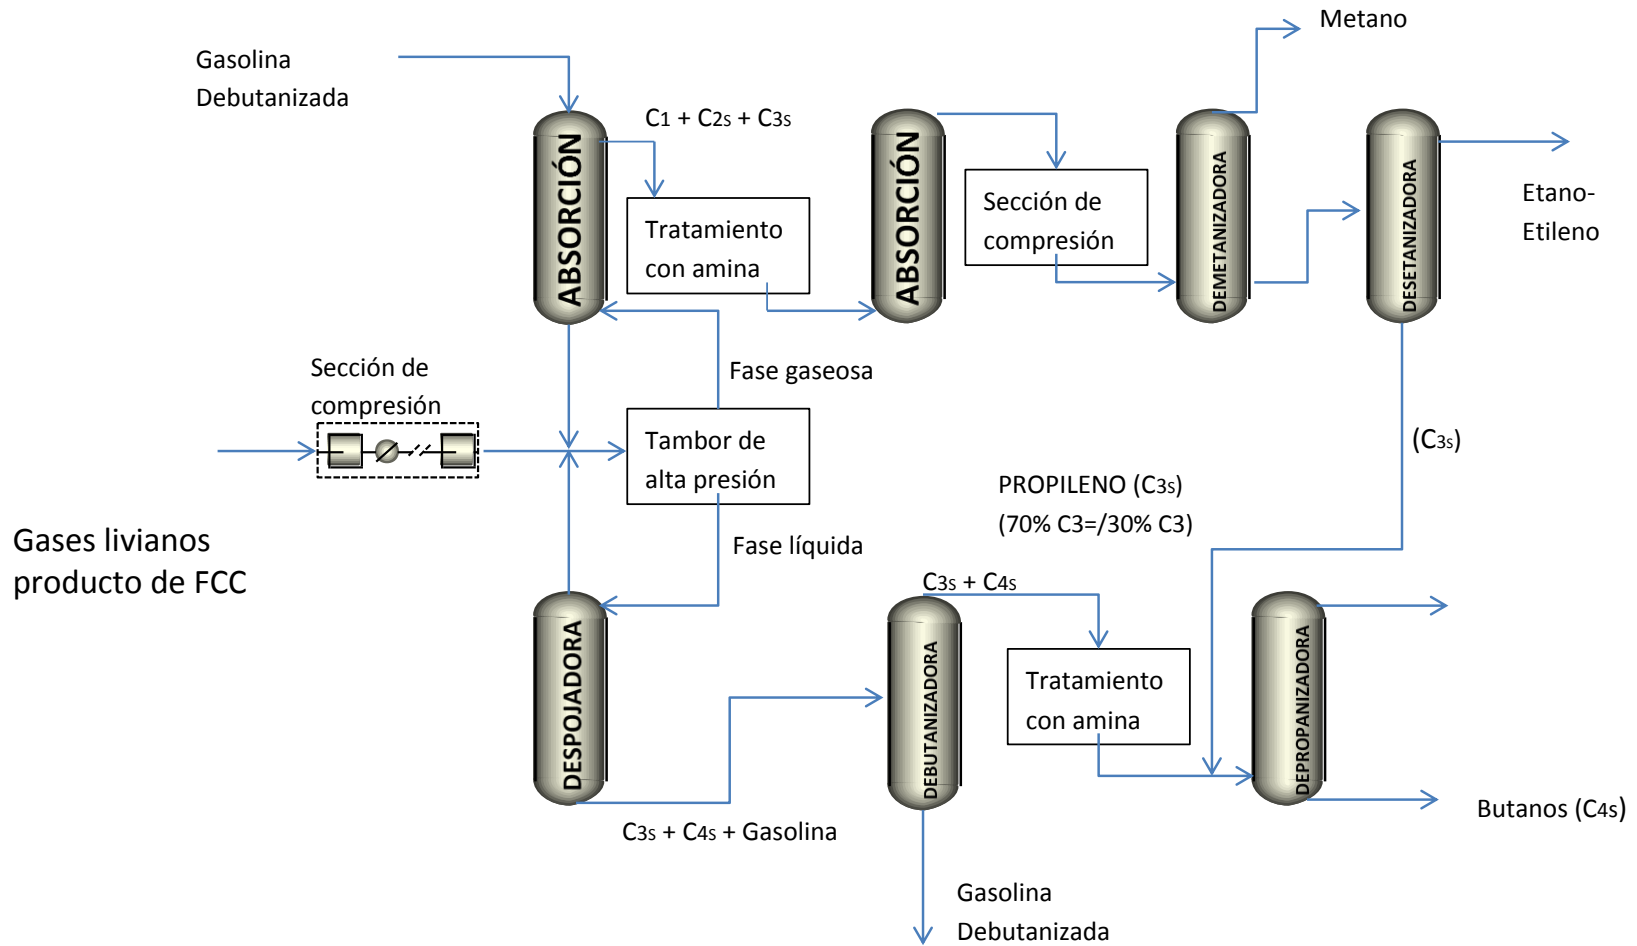 Metano
Gasolina
Debutanizada
C1 + C2s + C3s
ABSORCIÓN
ABSORCIÓN
DEMETANIZADORA
DESETANIZADORA
Tratamiento
con amina
Sección de
compresión
Etano-
Etileno
Sección de
compresión
Fase gaseosa
Tambor de
alta presión
(C3s)
PROPILENO (C3s)
(70% C3=/30% C3)
Gases livianos
producto de FCC
Fase líquida
C3s + C4s
DESPOJADORA
DEBUTANIZADORA
Tratamiento
con amina
DEPROPANIZADORA
Butanos (C4s)
C3s + C4s + Gasolina
Gasolina
Debutanizada